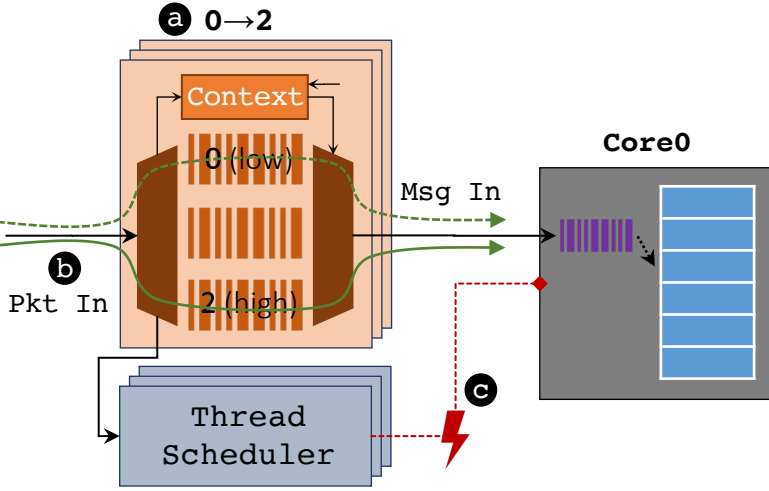 a 0→2
Context
0 (low)
Core0
Msg In
b
Pkt In
2 (high)
c
Thread
Scheduler